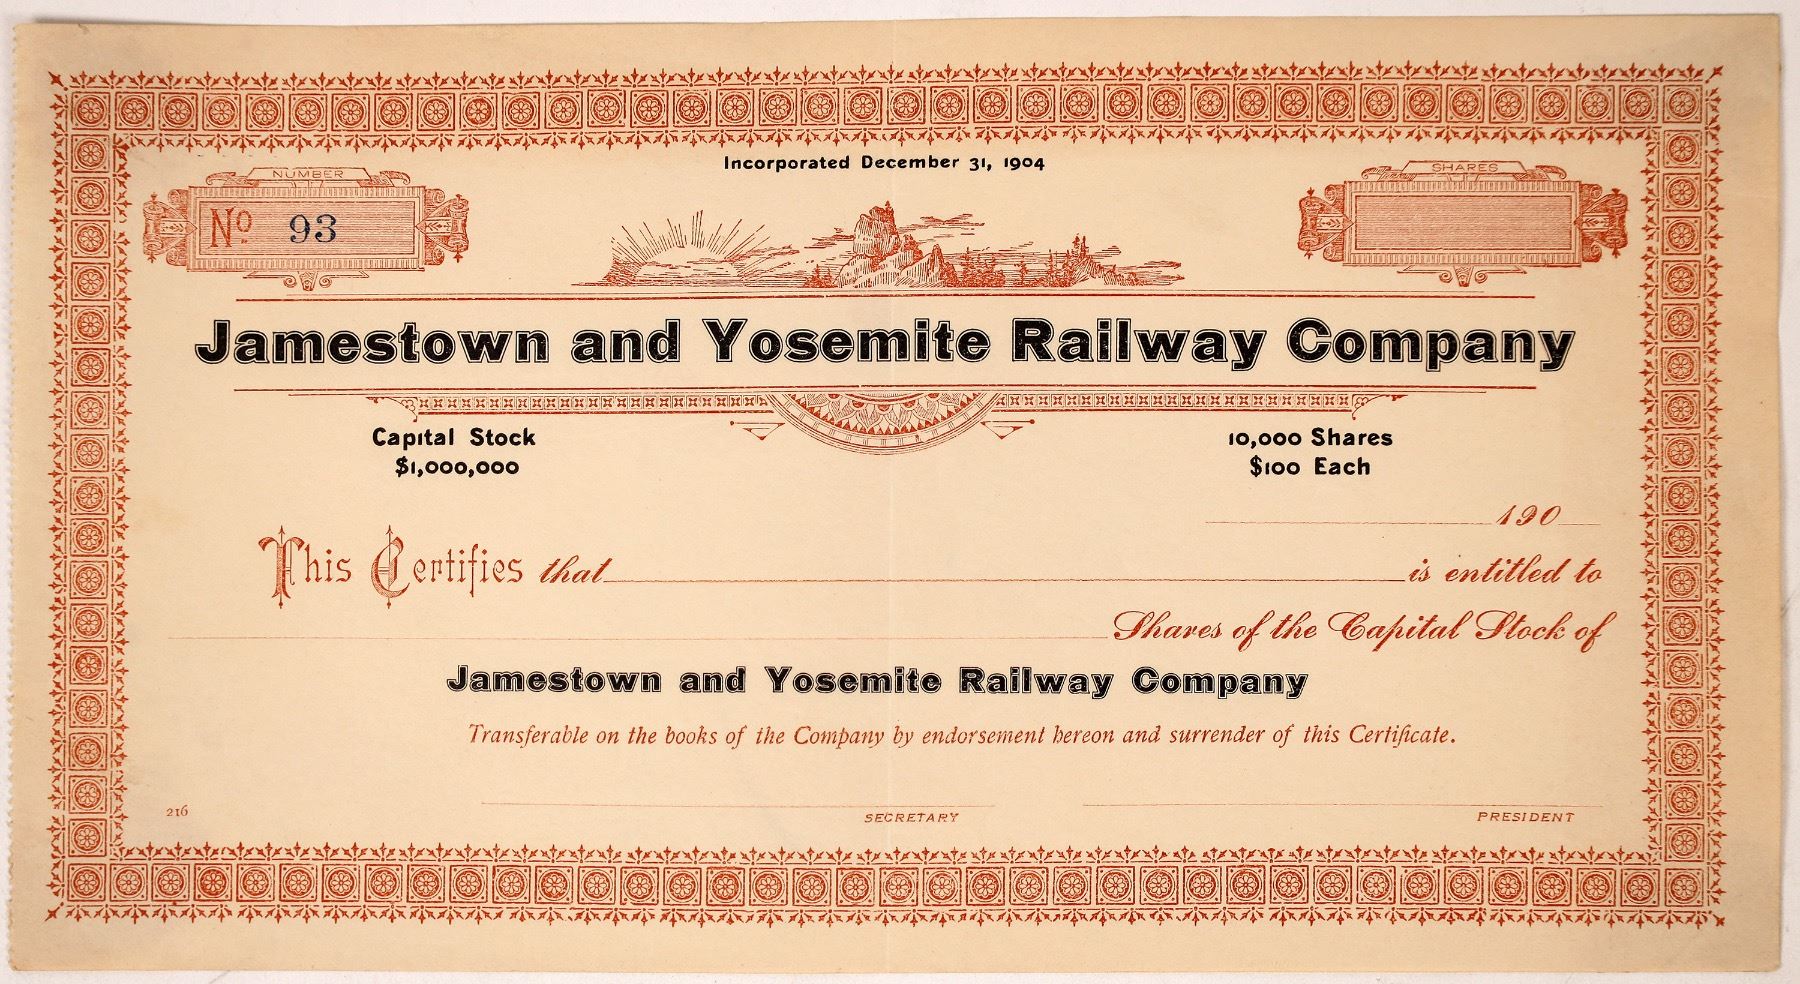 Incorporated December 31, 1904
NUMBER
No 93
SHARES
Jamestown and Yosemite Railway Company
Capital Stock
$1,000,000
10,000 Shares
$100 Each
190
This Certifies that is entitled to
Shares of the Capital Stock of
Jamestown and Yosemite Railway Company
Transferable on the books of the Company by endorsement hereon and surrender of this Certificate.
216
SECRETARY
PRESIDENT